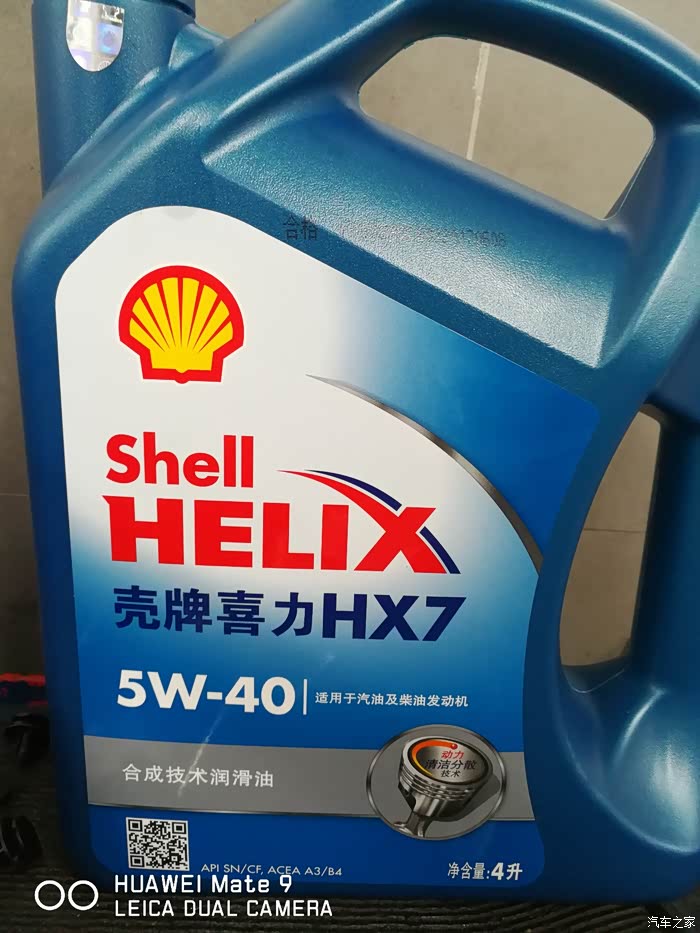 合格
Shell
HELIX
壳牌喜力HX7
5W-40
适用于汽油及柴油发动机
动力
清洁分散
技术
合成技术润滑油
API SN/CF, ACEA A3/B4
净含量:4升
HUAWEI Mate 9
LEICA DUAL CAMERA
汽车之家